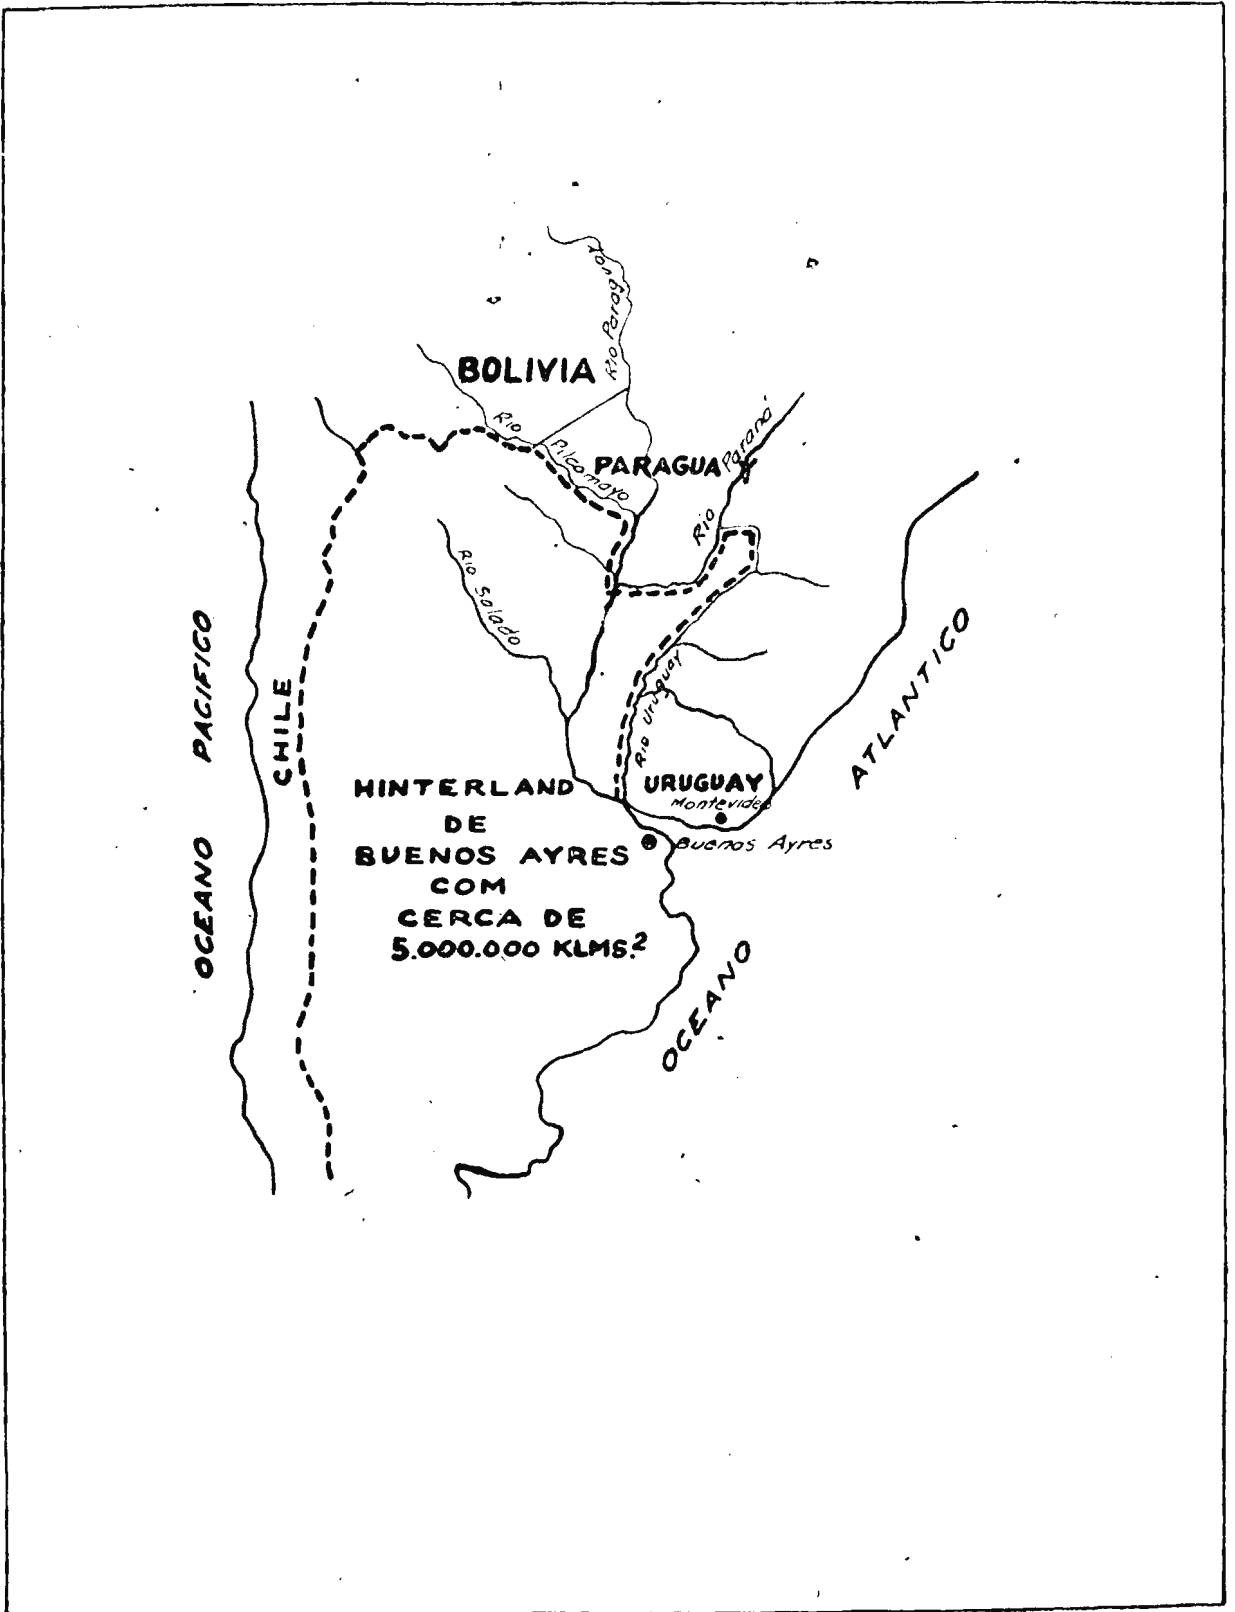 Rio Paraguay
BOLIVIA
Rio Pilcomayo
PARAGUAY
Rio Paraná
Rio Salado
OCEANO PACIFICO
CHILE
Rio Uruguay
URUGUAY
Montevideo
Buenos Ayres
HINTERLAND
DE
BUENOS AYRES
COM
CERCA DE
5.000.000 KLMS.²
OCEANO ATLANTICO